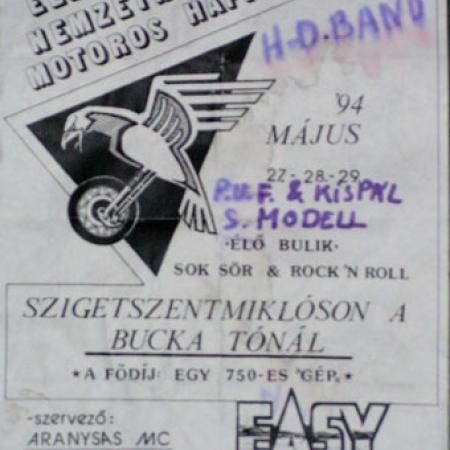 NEMZETK
MOTOROS HAP
H-D.BAND
'94
MÁJUS
27-28-29
P.U.F. & KISPÁL
S. MODELL
·ÉLŐ BULIK·
SOK SÖR & ROCK'N ROLL
SZIGETSZENTMIKLÓSON A
BUCKA TÓNÁL
*A FŐDÍJ: EGY 750-ES "GÉP.*
-szervező:
ARANYSAS MC
EASY